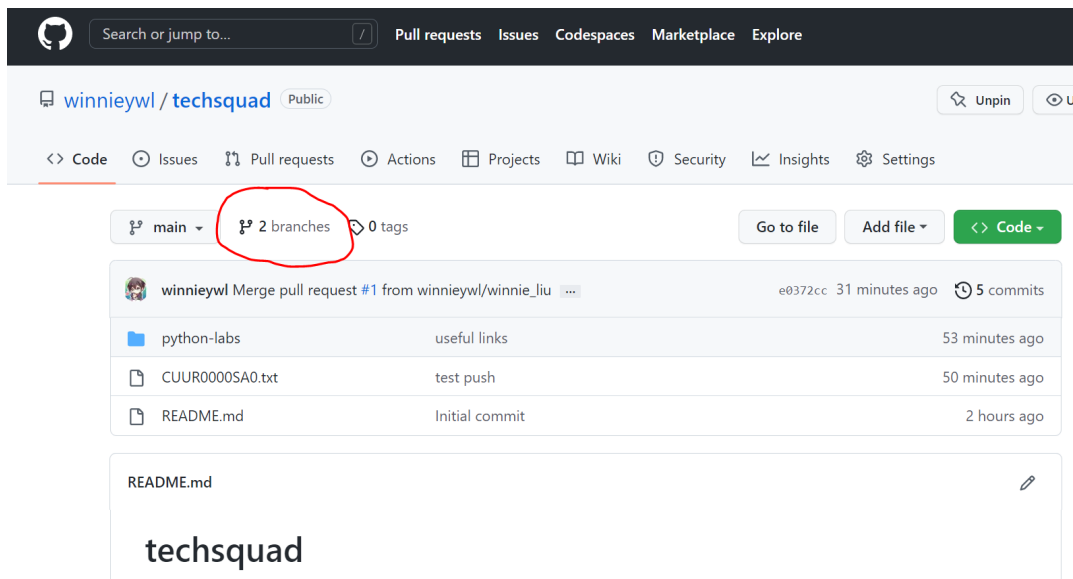 Search or jump to... / Pull requests Issues Codespaces Marketplace Explore
winnieywl / techsquad Public Unpin
<> Code Issues Pull requests Actions Projects Wiki Security Insights Settings
main 2 branches 0 tags Go to file Add file <> Code
winnieywl Merge pull request #1 from winnieywl/winnie_liu ... e0372cc 31 minutes ago 5 commits
python-labs useful links 53 minutes ago
CUUR0000SA0.txt test push 50 minutes ago
README.md Initial commit 2 hours ago
README.md
techsquad